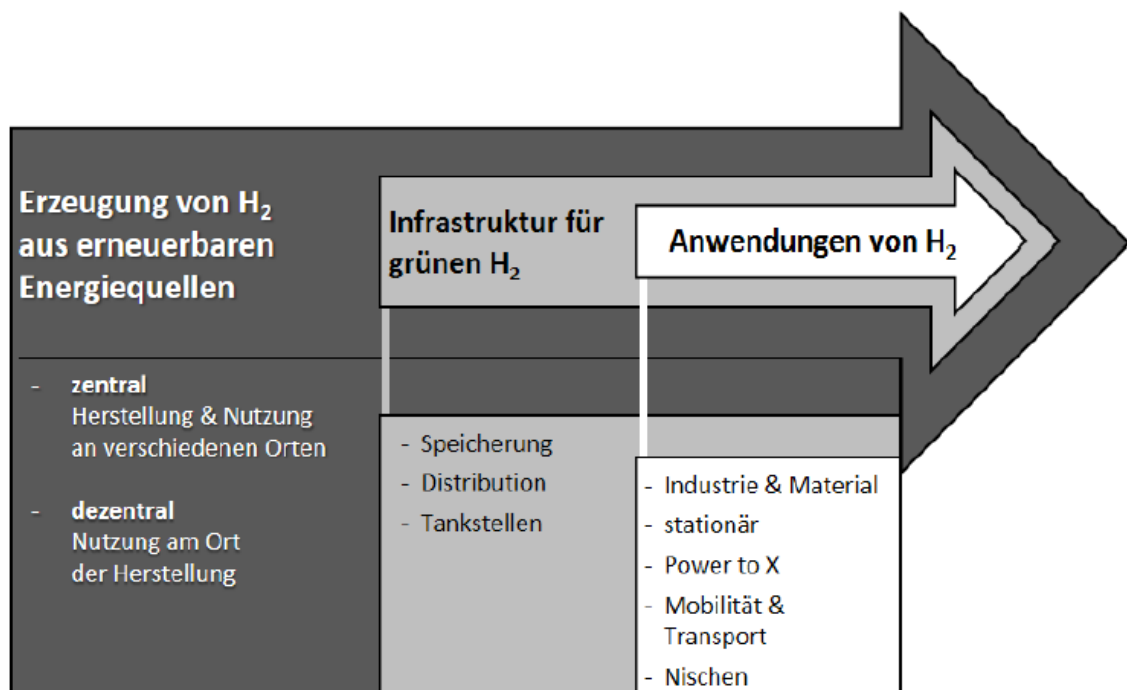 Erzeugung von H₂
aus erneuerbaren
Energiequellen
- zentral
Herstellung & Nutzung
an verschiedenen Orten
- dezentral
Nutzung am Ort
der Herstellung
Infrastruktur für
grünen H₂
- Speicherung
- Distribution
- Tankstellen
Anwendungen von H₂
- Industrie & Material
- stationär
- Power to X
- Mobilität &
Transport
- Nischen